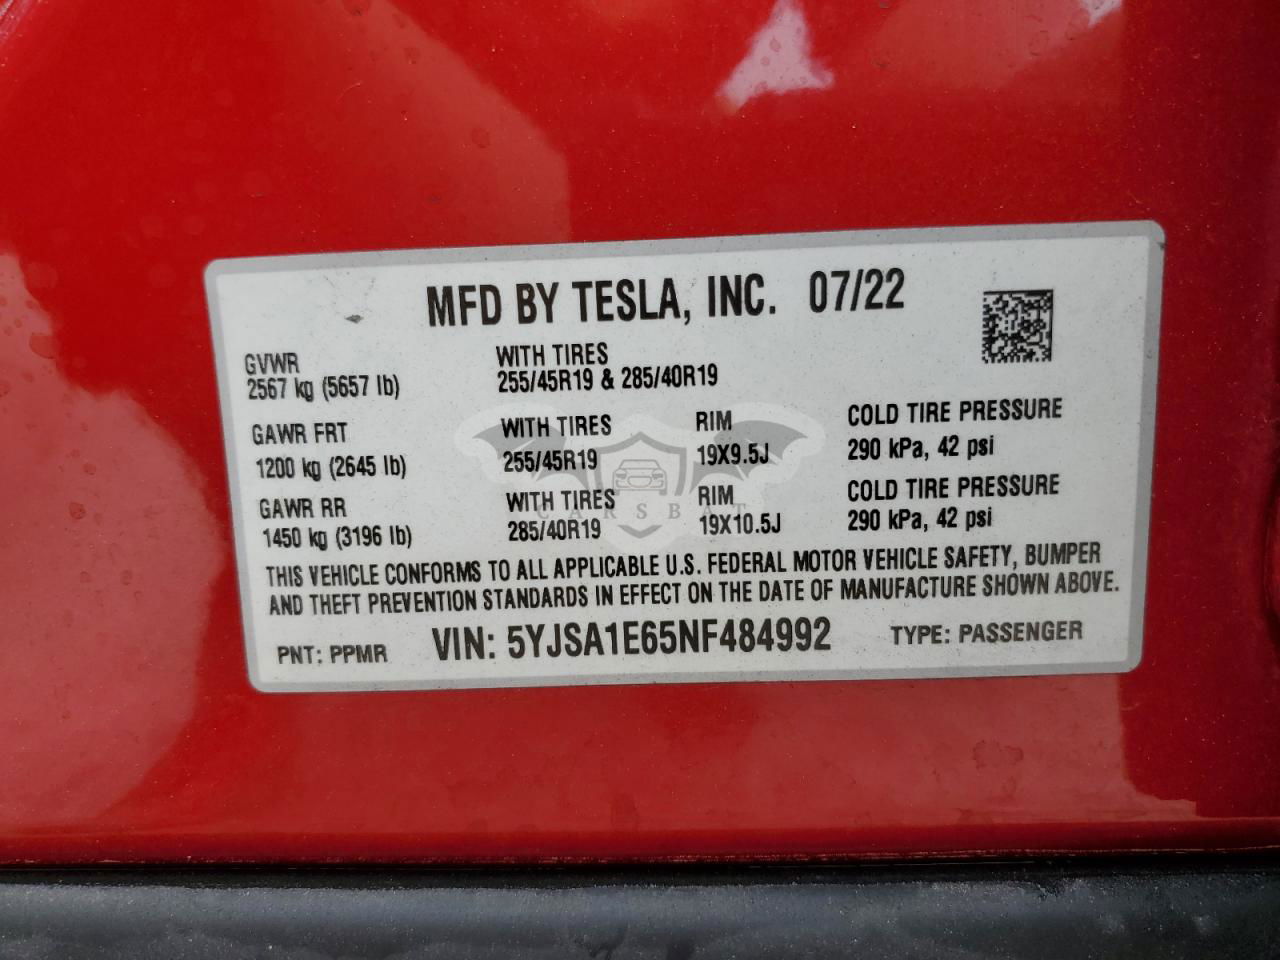 MFD BY TESLA, INC. 07/22
GVWR
2567 kg (5657 lb)
WITH TIRES
255/45R19 & 285/40R19
GAWR FRT
1200 kg (2645 lb)
WITH TIRES
255/45R19
RIM
19X9.5J
COLD TIRE PRESSURE
290 kPa, 42 psi
GAWR RR
1450 kg (3196 lb)
WITH TIRES
285/40R19
RIM
19X10.5J
COLD TIRE PRESSURE
290 kPa, 42 psi
CARSBAT
THIS VEHICLE CONFORMS TO ALL APPLICABLE U.S. FEDERAL MOTOR VEHICLE SAFETY, BUMPER
AND THEFT PREVENTION STANDARDS IN EFFECT ON THE DATE OF MANUFACTURE SHOWN ABOVE.
PNT: PPMR VIN: 5YJSA1E65NF484992 TYPE: PASSENGER